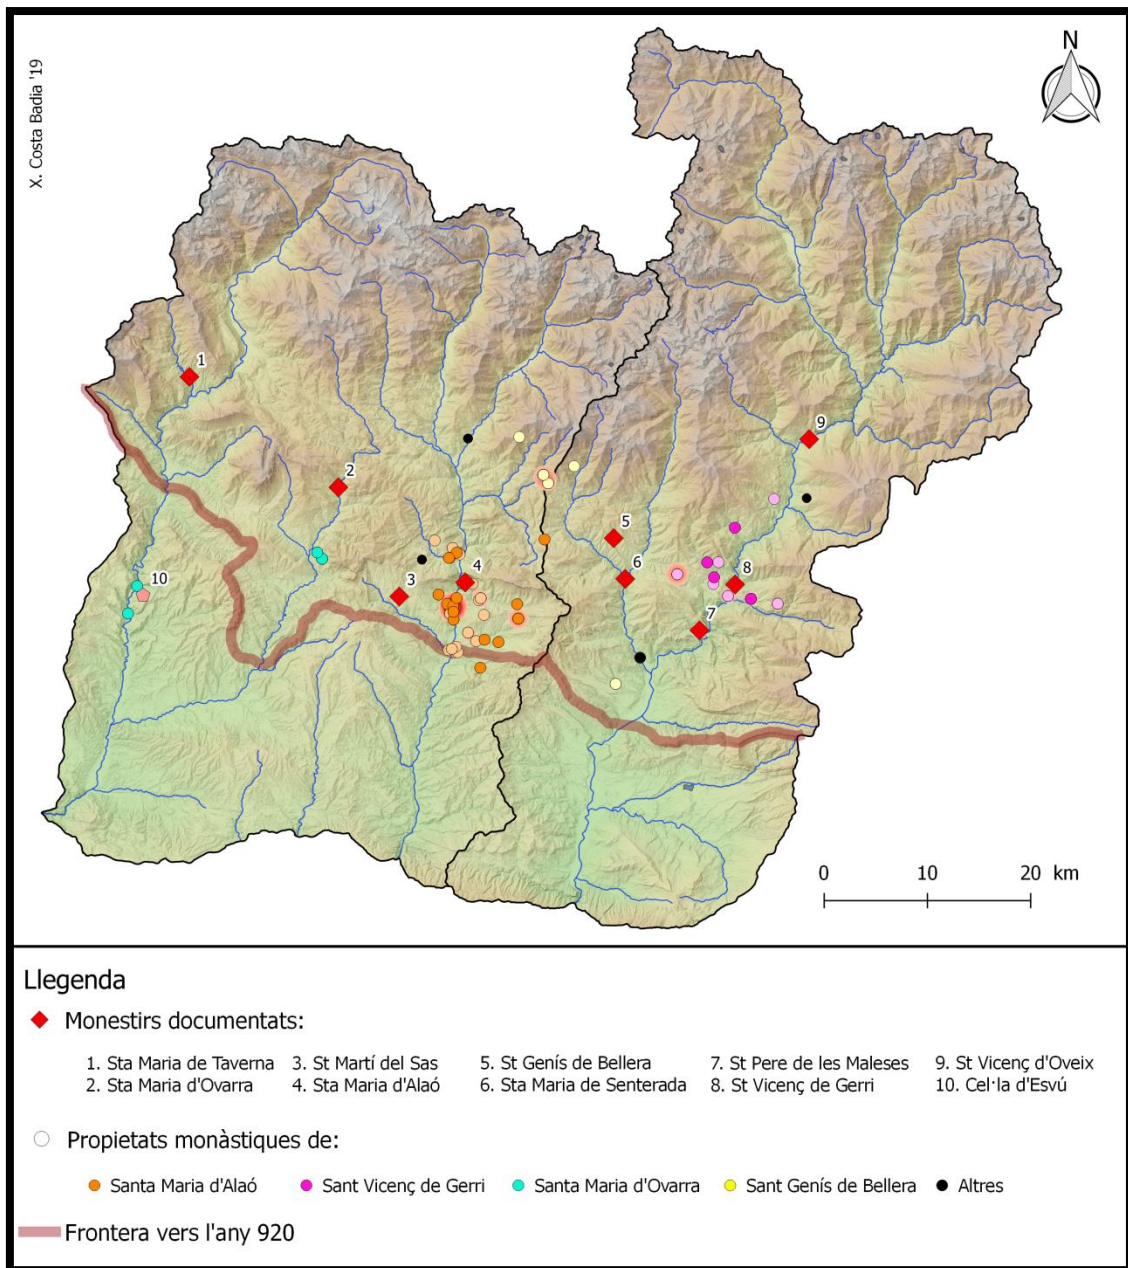 X. Costa Badia '19
N
1
2
3
4
5
6
7
8
9
10
0 10 20 km
Llegenda
Monestirs documentats:
1. Sta Maria de Taverna 3. St Martí del Sas 5. St Genís de Bellera 7. St Pere de les Maleses 9. St Vicenç d'Oveix
2. Sta Maria d'Ovarra 4. Sta Maria d'Alaó 6. Sta Maria de Senterada 8. St Vicenç de Gerri 10. Cel·la d'Esvú
Propietats monàstiques de:
Santa Maria d'Alaó Sant Vicenç de Gerri Santa Maria d'Ovarra Sant Genís de Bellera Altres
Frontera vers l'any 920